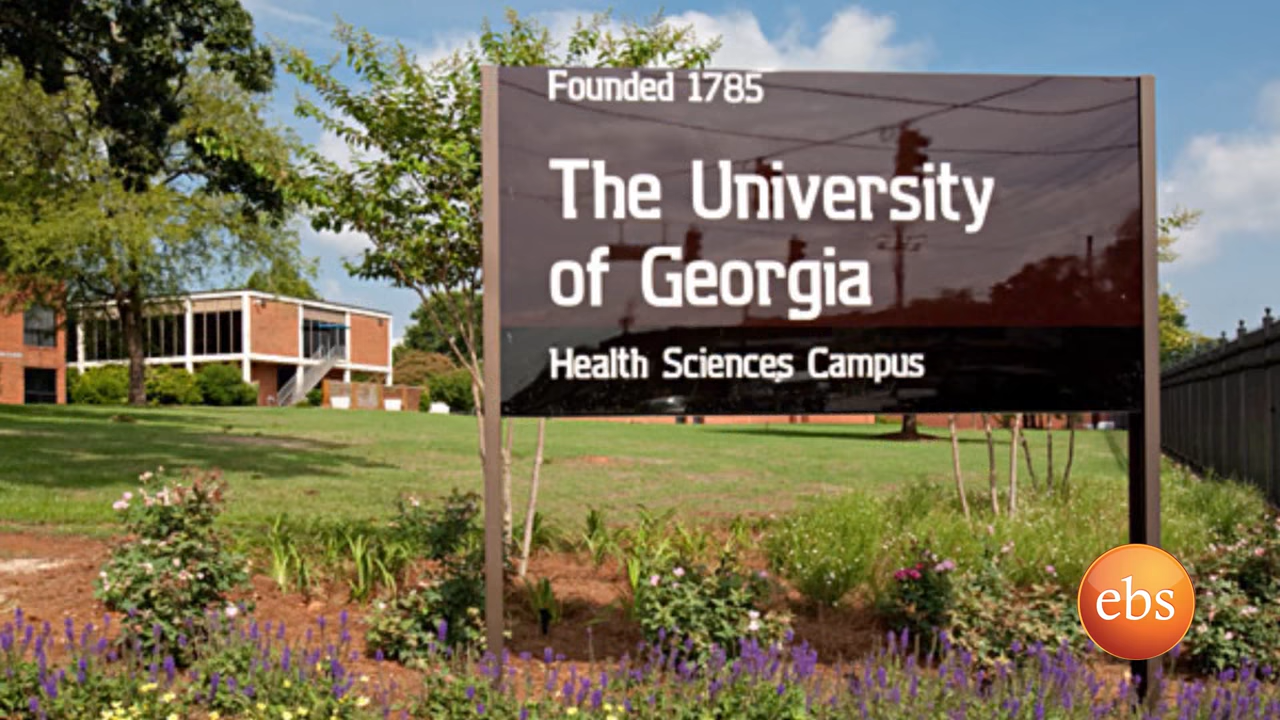 Founded 1785
The University
of Georgia
Health Sciences Campus
ebs